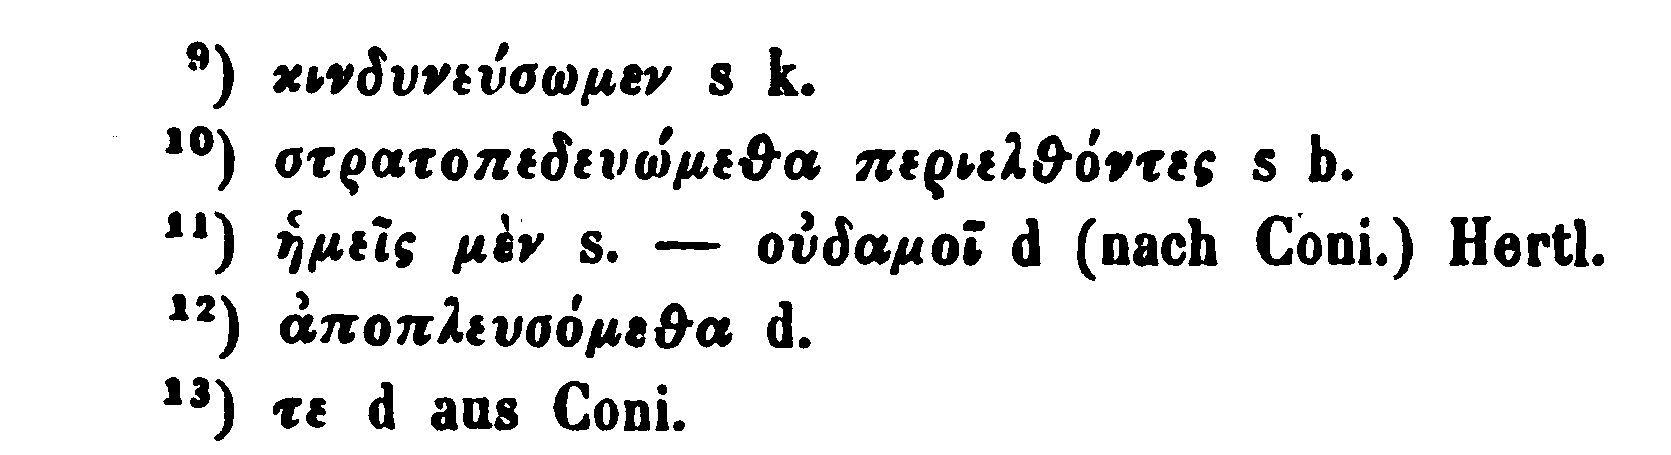 ⁹) κινδυνεύσωμεν s k.
¹⁰) στρατοπεδευώμεθα περιελθόντες s b.
¹¹) ἡμεῖς μὲν s. — οὐδαμοῖ d (nach Coni.) Hertl.
¹²) ἀποπλευσόμεθα d.
¹³) τε d aus Coni.